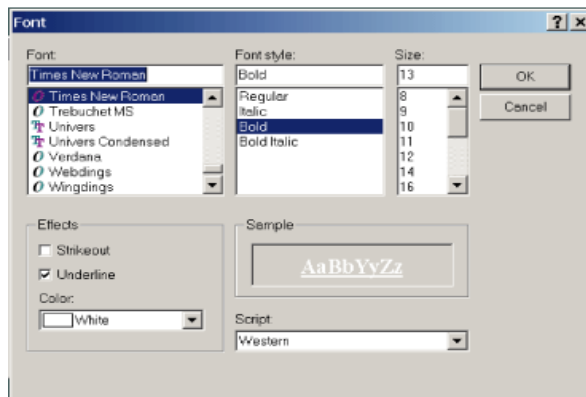 Font
Font:
Times New Roman
Times New Roman
Trebuchet MS
Univers
Univers Condensed
Verdana
Webdings
Wingdings
Font style:
Bold
Regular
Italic
Bold
Bold Italic
Size:
13
8
9
10
11
12
14
16
OK
Cancel
Effects
Strikeout
Underline
Color:
White
Sample
AaBbYyZz
Script:
Western